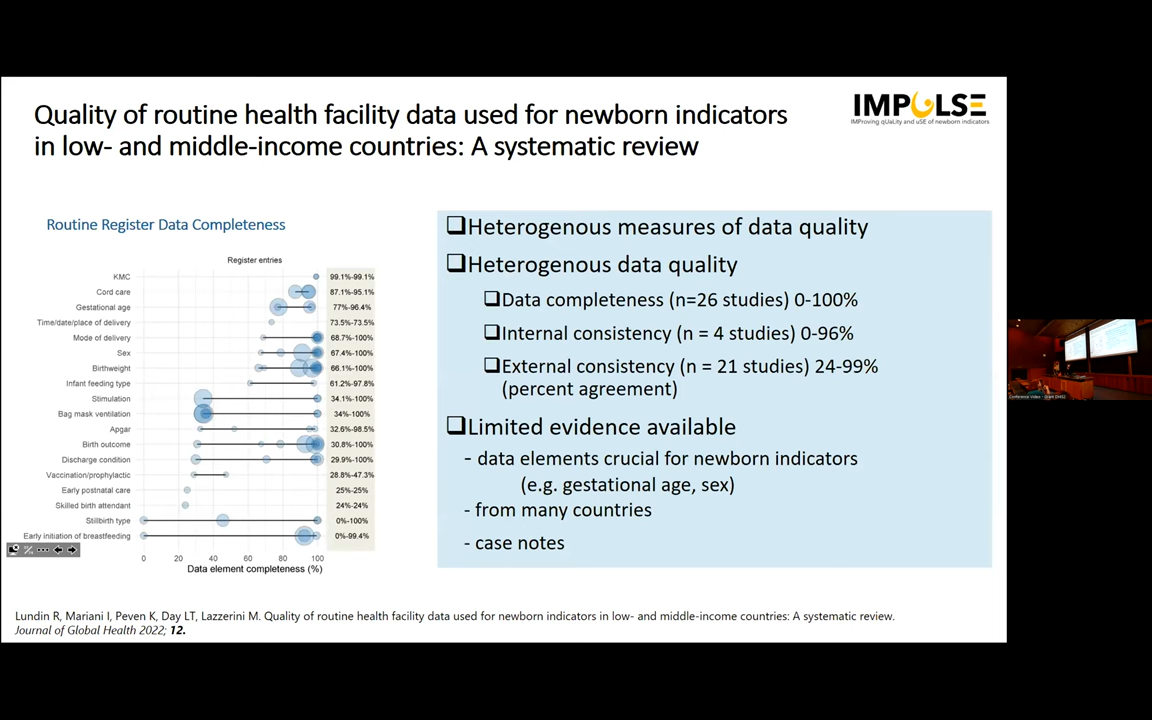 Quality of routine health facility data used for newborn indicators
in low- and middle-income countries: A systematic review
IMPULSE
IMProving qUaLity and uSE of newborn indicators
Routine Register Data Completeness
Register entries
KMC 99.1%-99.1%
Cord care 87.1%-95.1%
Gestational age 77%-96.4%
Time/date/place of delivery 73.5%-73.5%
Mode of delivery 68.7%-100%
Sex 67.4%-100%
Birthweight 66.1%-100%
Infant feeding type 61.2%-97.8%
Stimulation 34.1%-100%
Bag mask ventilation 34%-100%
Apgar 32.6%-98.5%
Birth outcome 30.8%-100%
Discharge condition 29.9%-100%
Vaccination/prophylactic 28.8%-47.3%
Early postnatal care 25%-25%
Skilled birth attendant 24%-24%
Stillbirth type 0%-100%
Early initiation of breastfeeding 0%-99.4%
0 20 40 60 80 100
Data element completeness (%)
❑Heterogenous measures of data quality
❑Heterogenous data quality
❑Data completeness (n=26 studies) 0-100%
❑Internal consistency (n = 4 studies) 0-96%
❑External consistency (n = 21 studies) 24-99%
(percent agreement)
❑Limited evidence available
- data elements crucial for newborn indicators
(e.g. gestational age, sex)
- from many countries
- case notes
Lundin R, Mariani I, Peven K, Day LT, Lazzerini M. Quality of routine health facility data used for newborn indicators in low- and middle-income countries: A systematic review.
Journal of Global Health 2022; 12.
Conference Video - Grant DHIS2